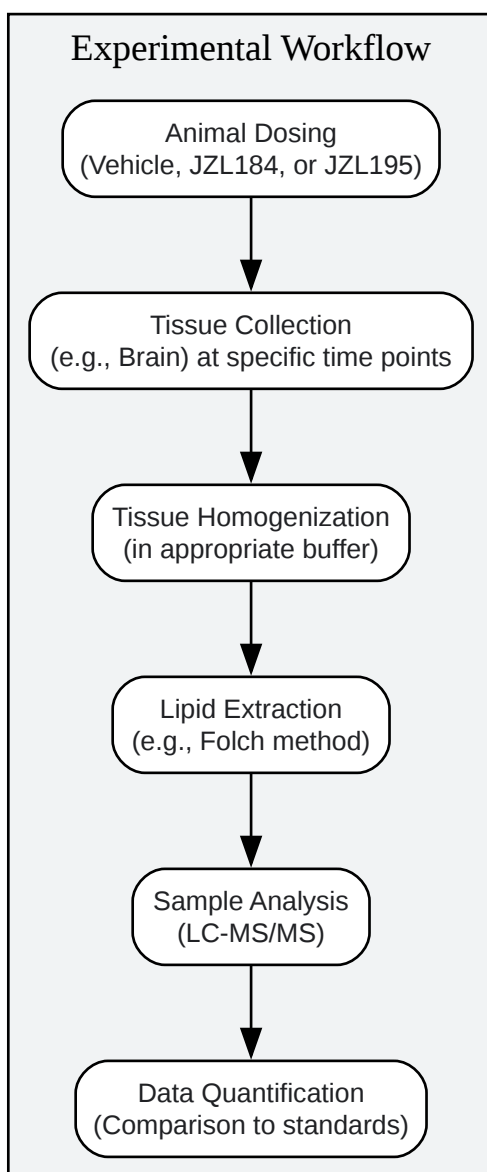 Experimental Workflow
Animal Dosing
(Vehicle, JZL184, or JZL195)
Tissue Collection
(e.g., Brain) at specific time points
Tissue Homogenization
(in appropriate buffer)
Lipid Extraction
(e.g., Folch method)
Sample Analysis
(LC-MS/MS)
Data Quantification
(Comparison to standards)